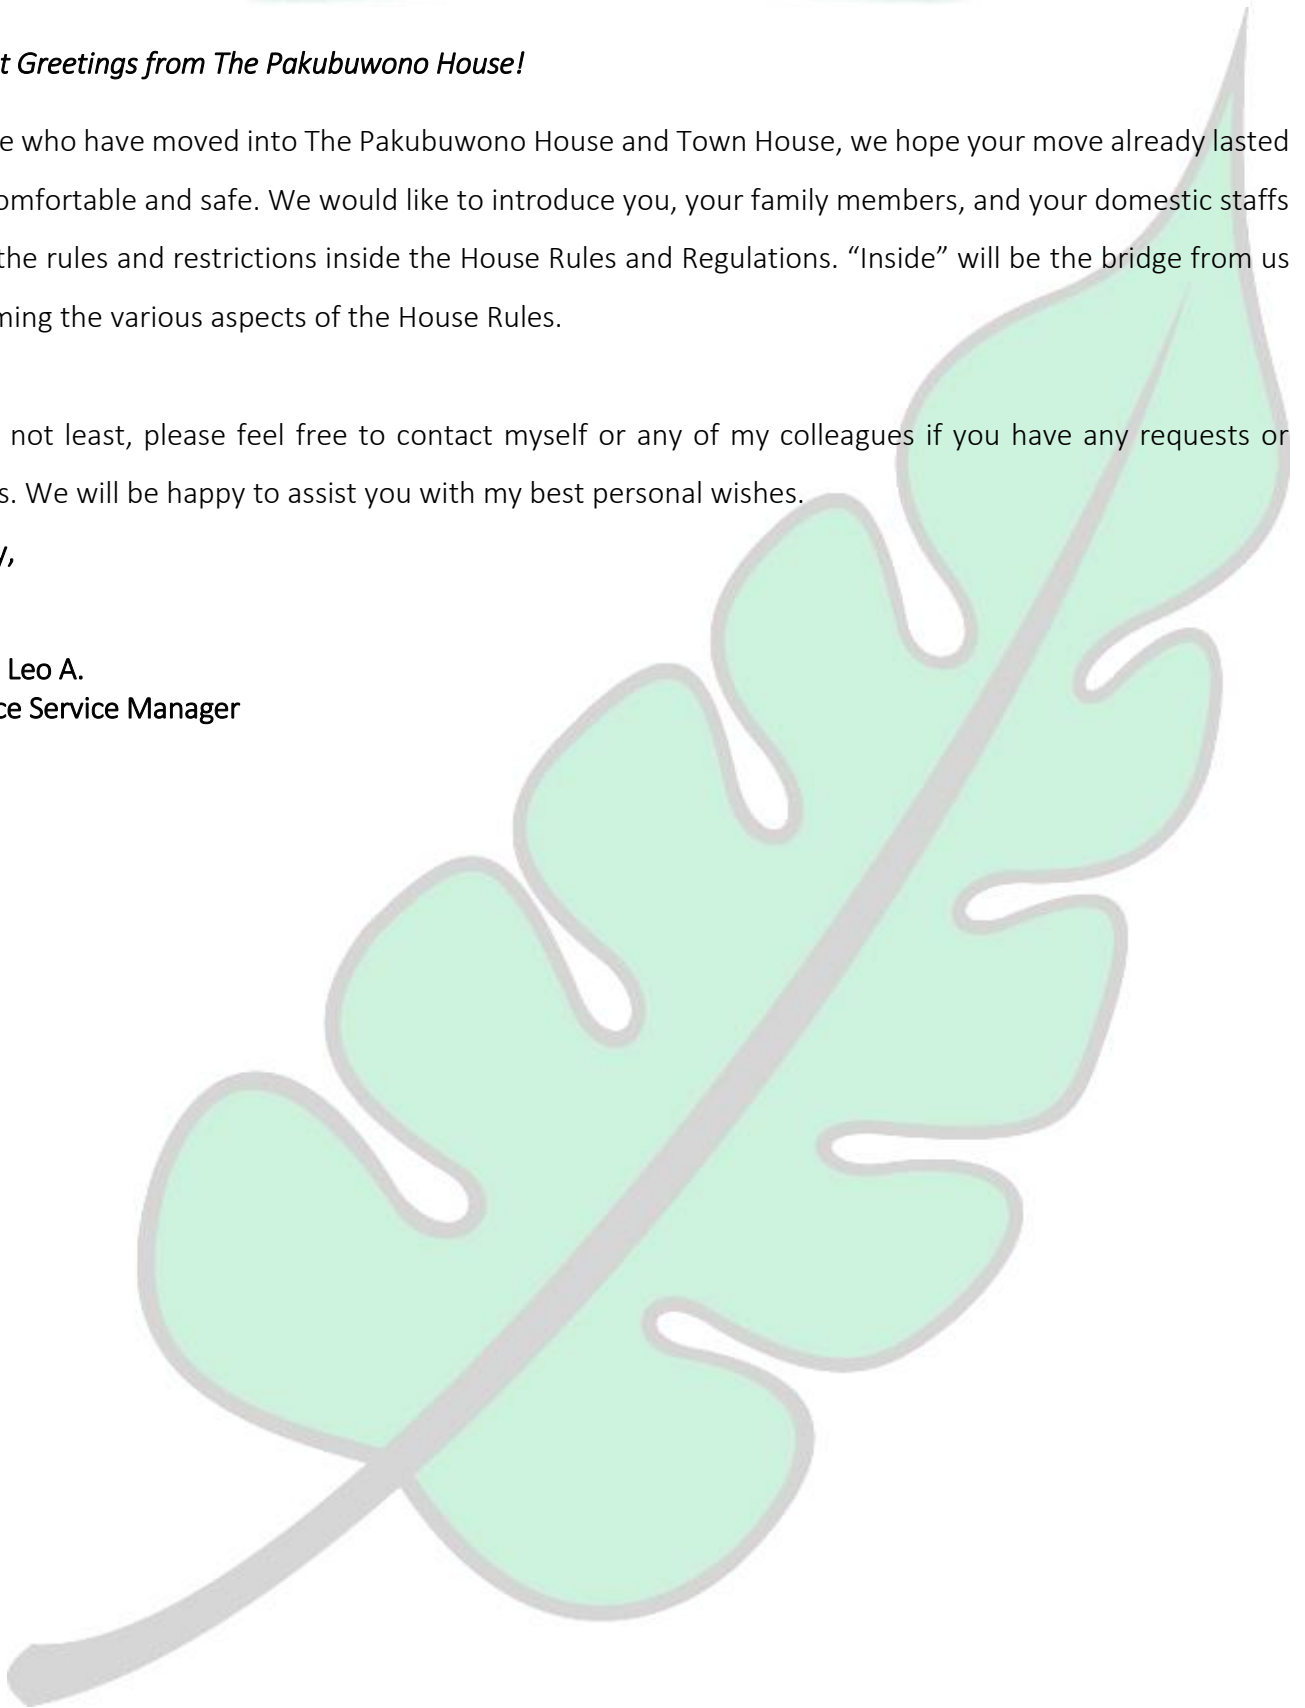 t Greetings from The Pakubuwono House!
e who have moved into The Pakubuwono House and Town House, we hope your move already lasted
omfortable and safe. We would like to introduce you, your family members, and your domestic staffs
the rules and restrictions inside the House Rules and Regulations. “Inside” will be the bridge from us
ming the various aspects of the House Rules.
not least, please feel free to contact myself or any of my colleagues if you have any requests or
s. We will be happy to assist you with my best personal wishes.
y,
Leo A.
ce Service Manager